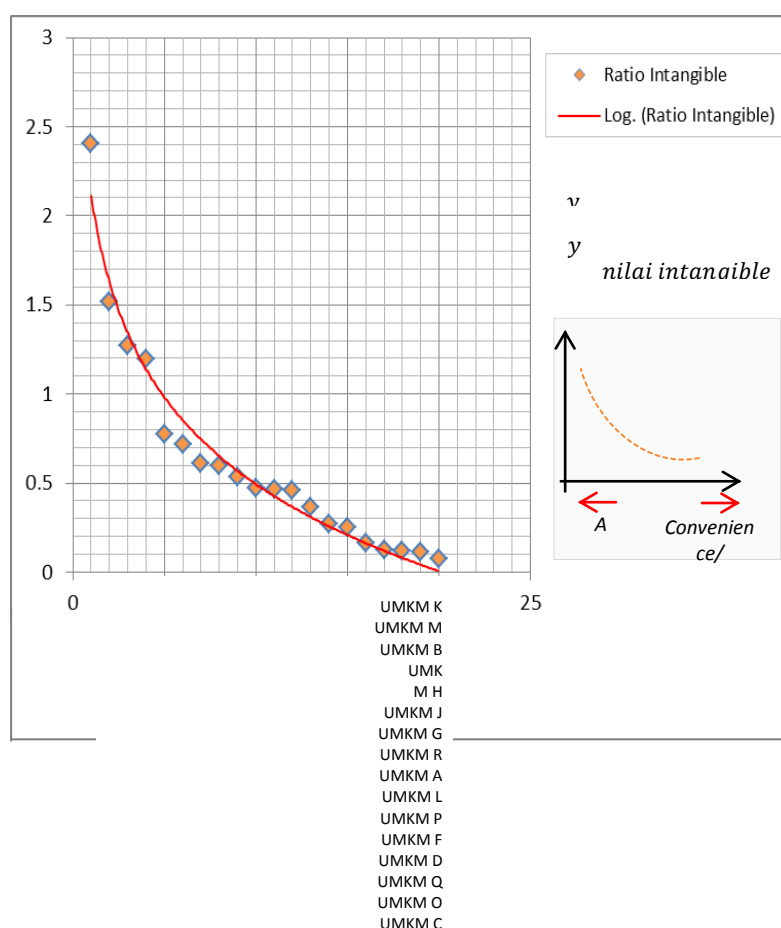 3
2.5
2
1.5
1
0.5
0
0
25
Ratio Intangible
Log. (Ratio Intangible)
y
nilai intangible
A
Convenien
ce/
UMKM K
UMKM M
UMKM B
UMK
M H
UMKM J
UMKM G
UMKM R
UMKM A
UMKM L
UMKM P
UMKM F
UMKM D
UMKM Q
UMKM O
UMKM C